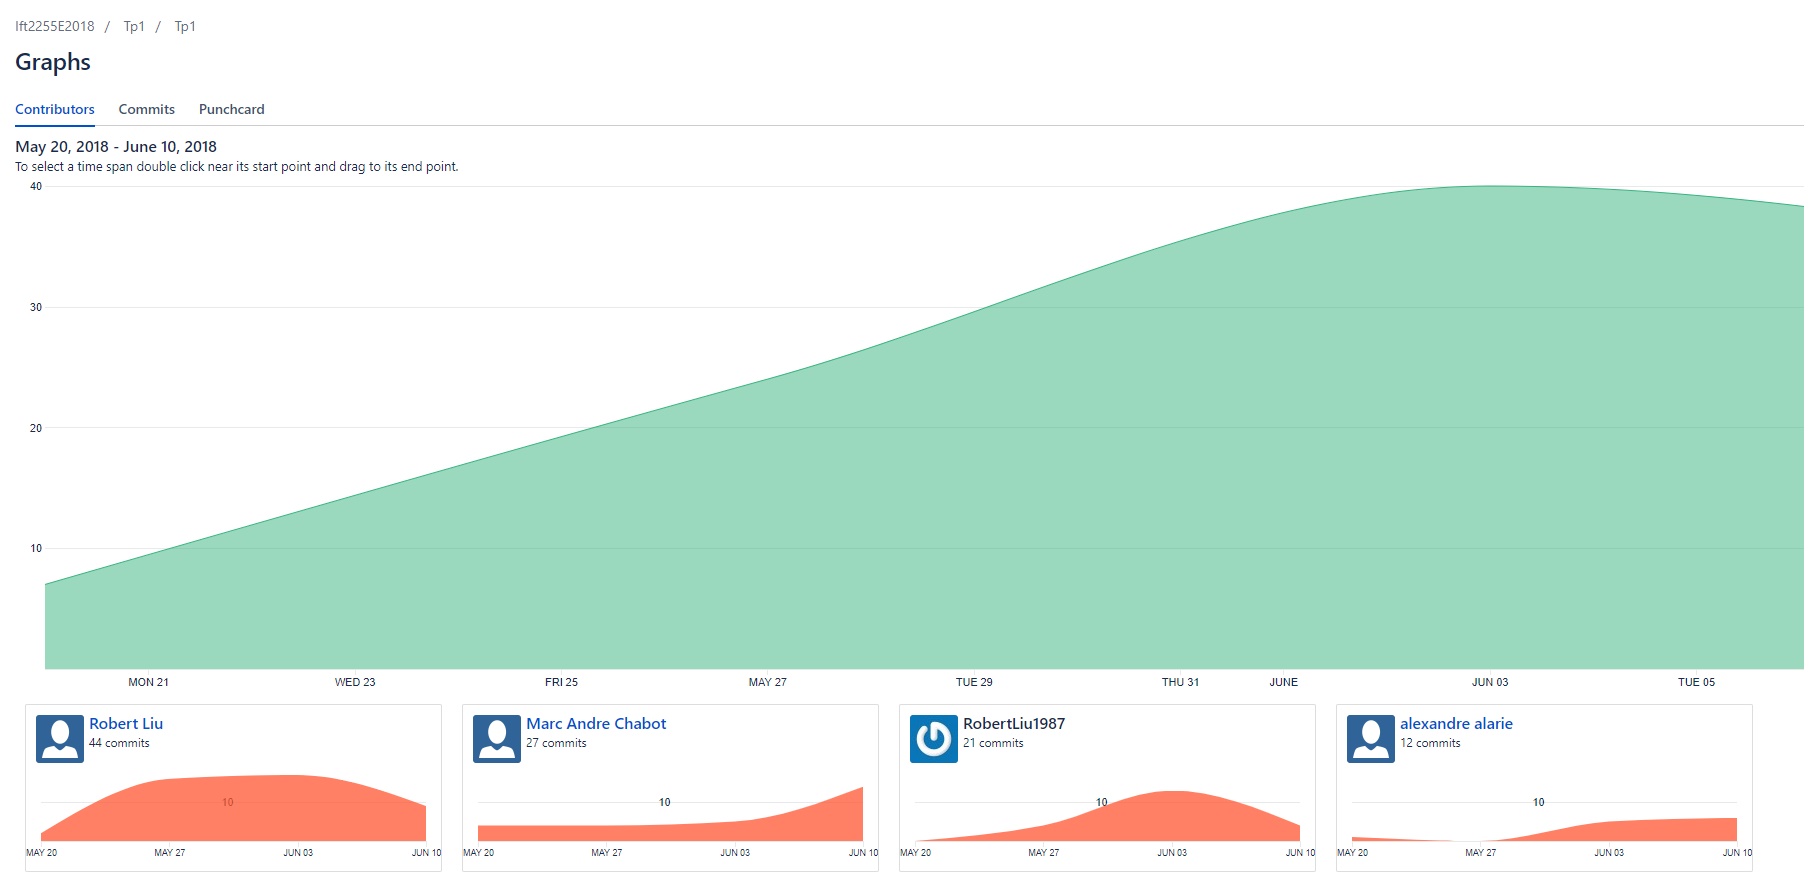 Ift2255E2018 / Tp1 / Tp1
Graphs
Contributors Commits Punchcard
May 20, 2018 - June 10, 2018
To select a time span double click near its start point and drag to its end point.
40
30
20
10
MON 21 WED 23 FRI 25 MAY 27 TUE 29 THU 31 JUNE JUN 03 TUE 05
Robert Liu
44 commits
10
MAY 20 MAY 27 JUN 03 JUN 10
Marc Andre Chabot
27 commits
10
MAY 20 MAY 27 JUN 03 JUN 10
RobertLiu1987
21 commits
10
MAY 20 MAY 27 JUN 03 JUN 10
alexandre alarie
12 commits
10
MAY 20 MAY 27 JUN 03 JUN 10